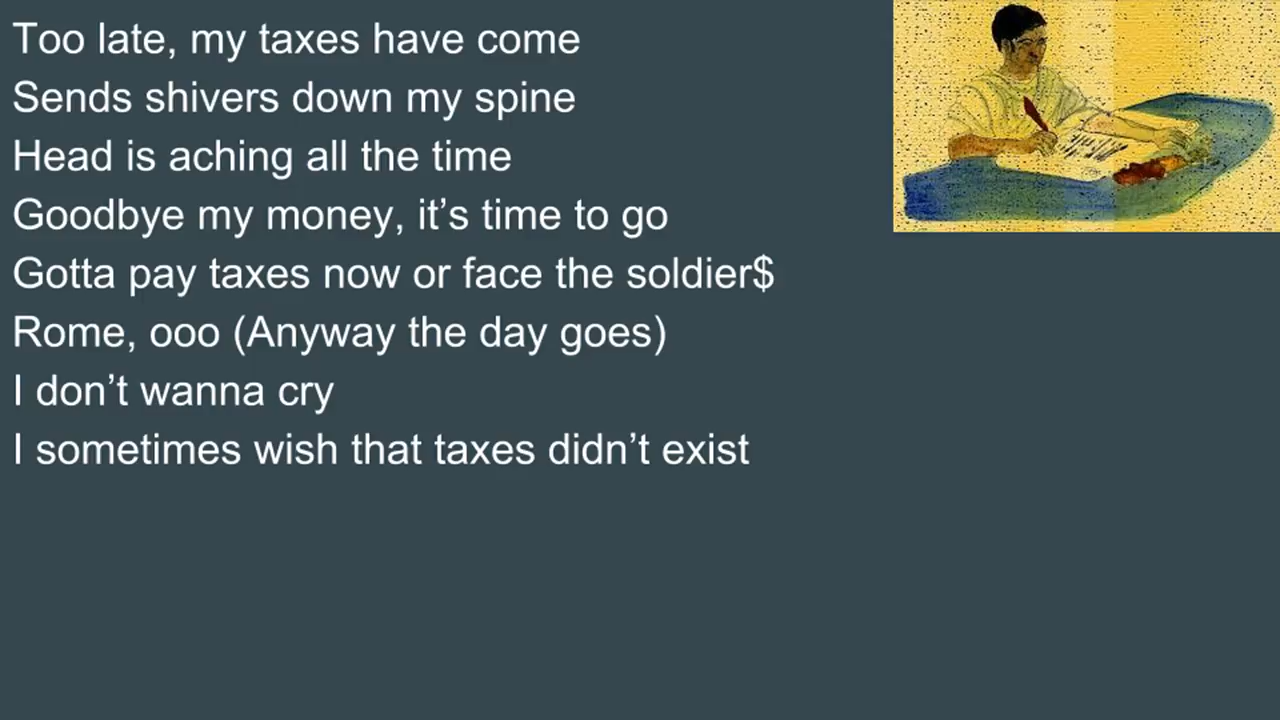 Too late, my taxes have come
Sends shivers down my spine
Head is aching all the time
Goodbye my money, it’s time to go
Gotta pay taxes now or face the soldier$
Rome, ooo (Anyway the day goes)
I don’t wanna cry
I sometimes wish that taxes didn’t exist